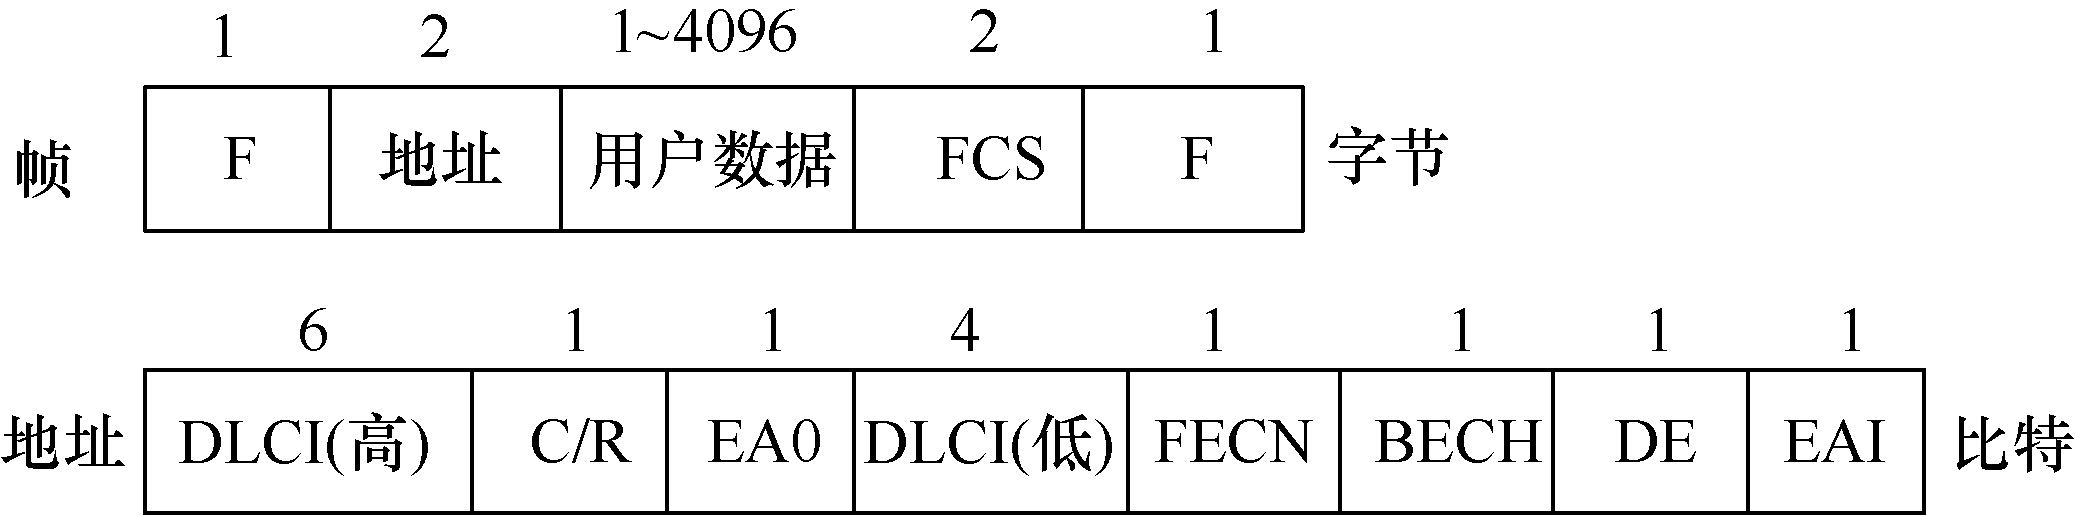 1 2 1~4096 2 1
帧 F 地址 用户数据 FCS F 字节
6 1 1 4 1 1 1 1
地址 DLCI(高) C/R EA0 DLCI(低) FECN BECH DE EAI 比特